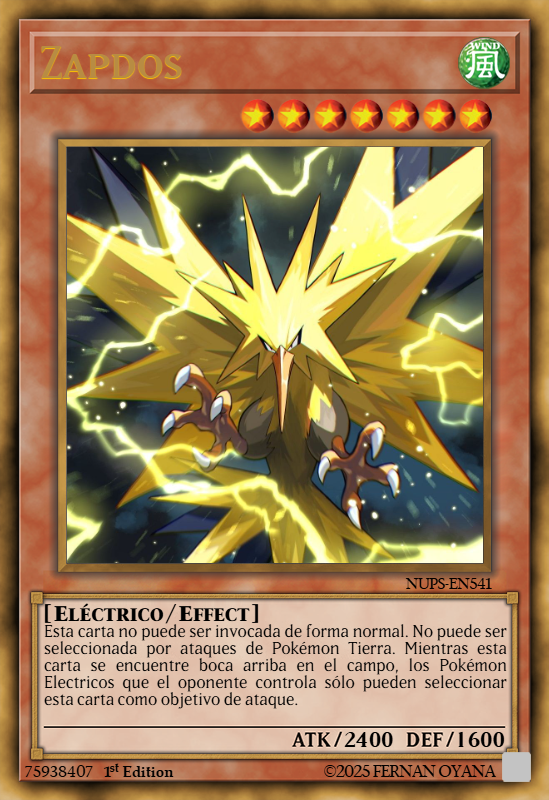 Zapdos
WIND
風
NUPS-EN541
[Eléctrico/Effect]
Esta carta no puede ser invocada de forma normal. No puede ser
seleccionada por ataques de Pokémon Tierra. Mientras esta
carta se encuentre boca arriba en el campo, los Pokémon
Electricos que el oponente controla sólo pueden seleccionar
esta carta como objetivo de ataque.
ATK/2400 DEF/1600
75938407 1st Edition ©2025 FERNAN OYANA